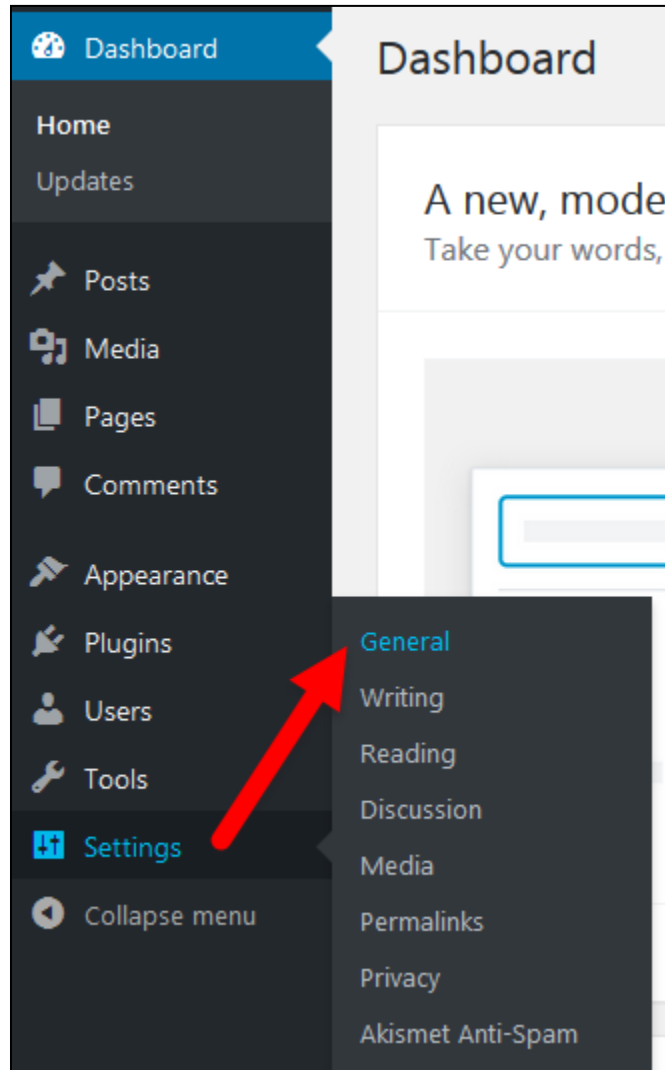 Dashboard
Home
Updates
Posts
Media
Pages
Comments
Appearance
Plugins
Users
Tools
Settings
Collapse menu
General
Writing
Reading
Discussion
Media
Permalinks
Privacy
Akismet Anti-Spam
Dashboard
A new, mode
Take your words,